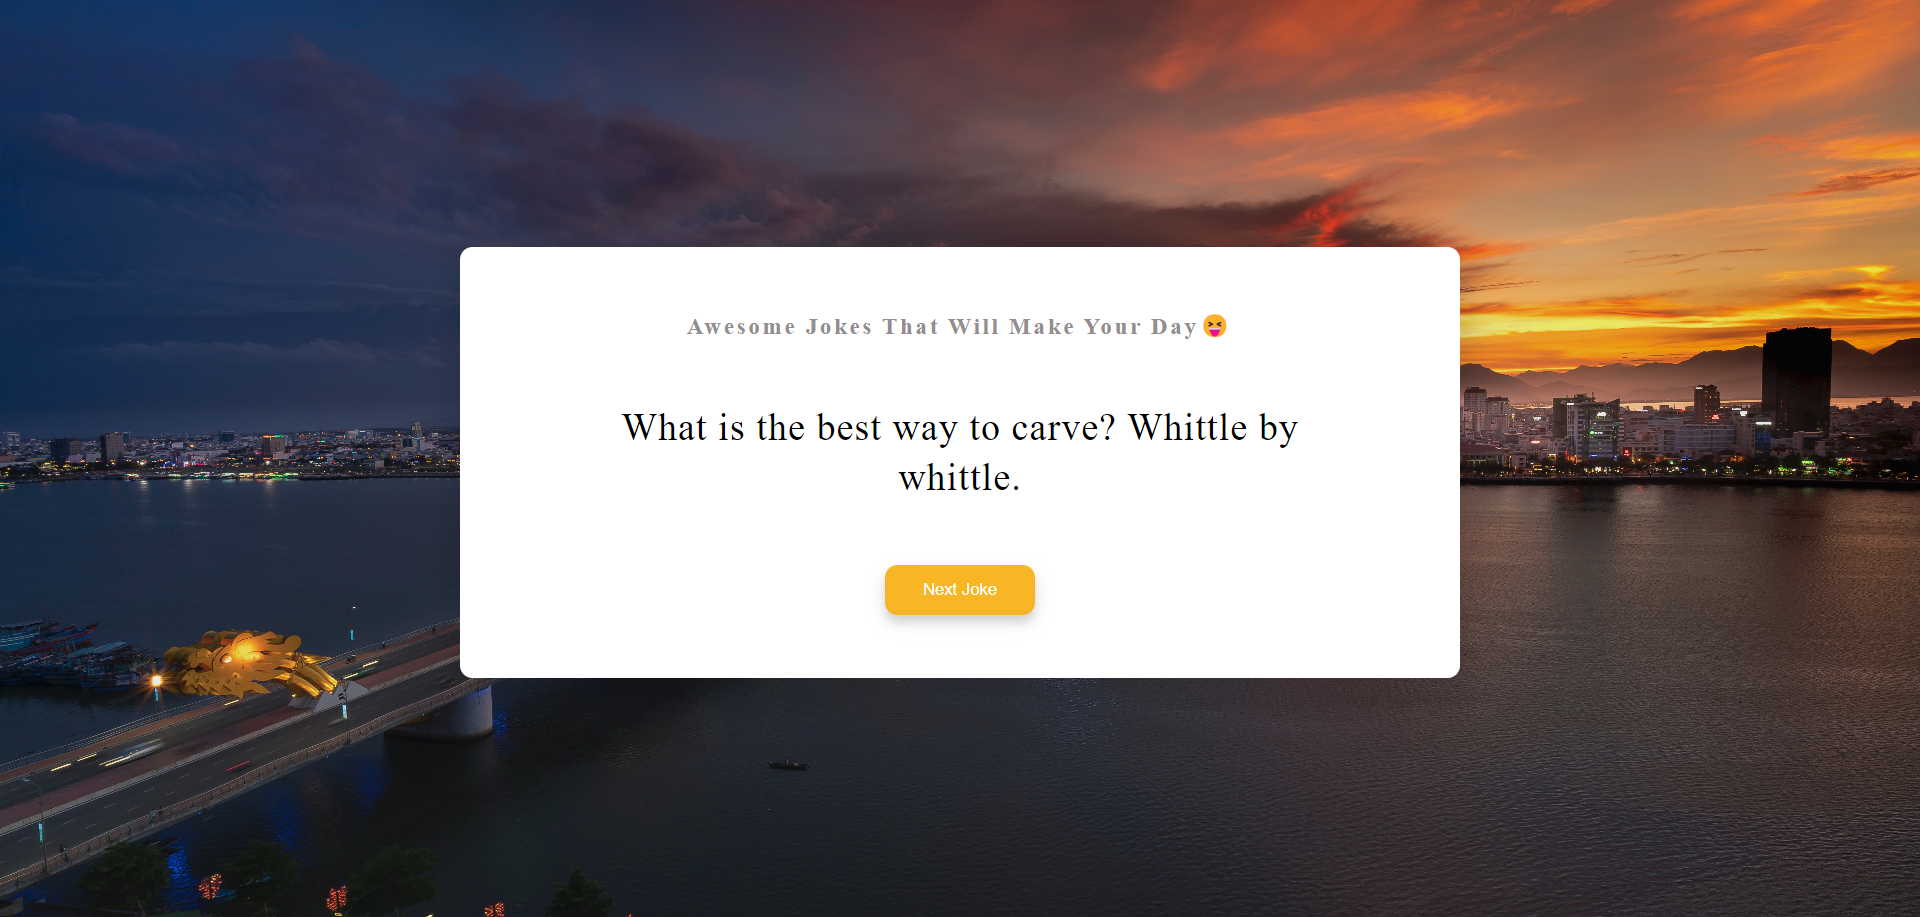 Awesome Jokes That Will Make Your Day😝
What is the best way to carve? Whittle by
whittle.
Next Joke